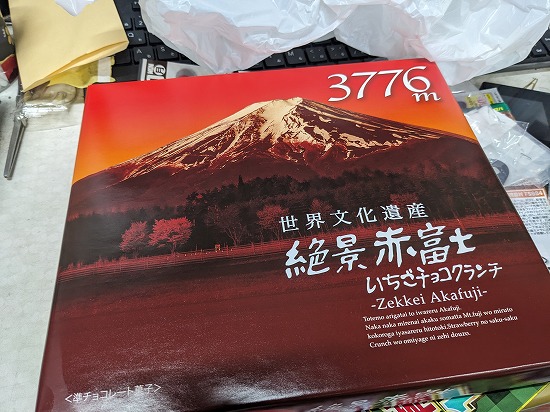 3776m
世界文化遺産
絶景 赤富士
いちごチョコクランチ
-Zekkei Akafuji-
Totemo arigatai to iwareru Akafuji.
Naka naka mirenai akaku somatta Mt.fuji wo miruto
kokoroga iyasareru hitotoki.Strawberry no saku-saku
Crunch wo omiyage ni zehi douzo.
<準チョコレート菓子>